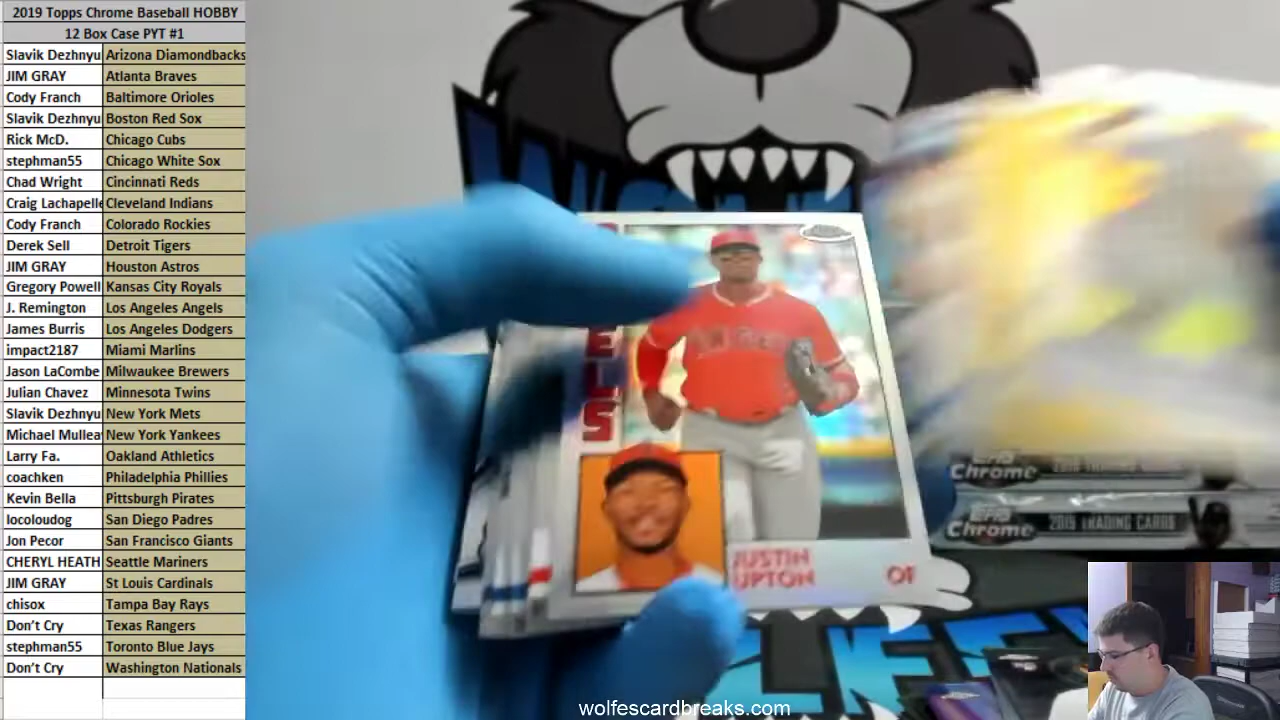 2019 Topps Chrome Baseball HOBBY
12 Box Case PYT #1
Slavik Dezhnyu Arizona Diamondbacks
JIM GRAY Atlanta Braves
Cody Franch Baltimore Orioles
Slavik Dezhnyu Boston Red Sox
Rick McD. Chicago Cubs
stephman55 Chicago White Sox
Chad Wright Cincinnati Reds
Craig Lachapelle Cleveland Indians
Cody Franch Colorado Rockies
Derek Sell Detroit Tigers
JIM GRAY Houston Astros
Gregory Powell Kansas City Royals
J. Remington Los Angeles Angels
James Burris Los Angeles Dodgers
impact2187 Miami Marlins
Jason LaCombe Milwaukee Brewers
Julian Chavez Minnesota Twins
Slavik Dezhnyu New York Mets
Michael Mullea New York Yankees
Larry Fa. Oakland Athletics
coachken Philadelphia Phillies
Kevin Bella Pittsburgh Pirates
locoloudog San Diego Padres
Jon Pecor San Francisco Giants
CHERYL HEATH Seattle Mariners
JIM GRAY St Louis Cardinals
chisox Tampa Bay Rays
Don't Cry Texas Rangers
stephman55 Toronto Blue Jays
Don't Cry Washington Nationals
ELS
JUSTIN
UPTON OF
Chrome
Topps
Chrome 2019 TRADING CARDS
wolfescardbreaks.com